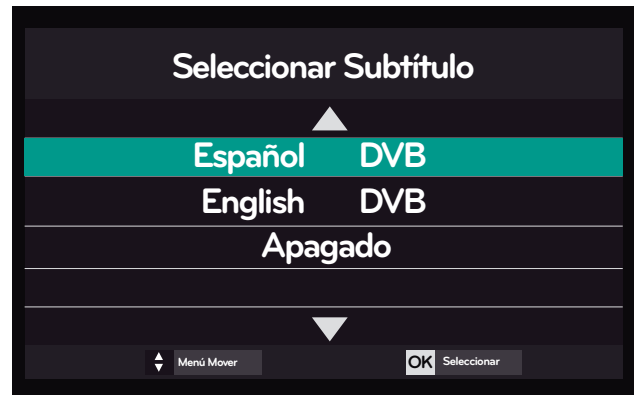 Seleccionar Subtítulo
Español DVB
English DVB
Apagado
Menú Mover OK Seleccionar